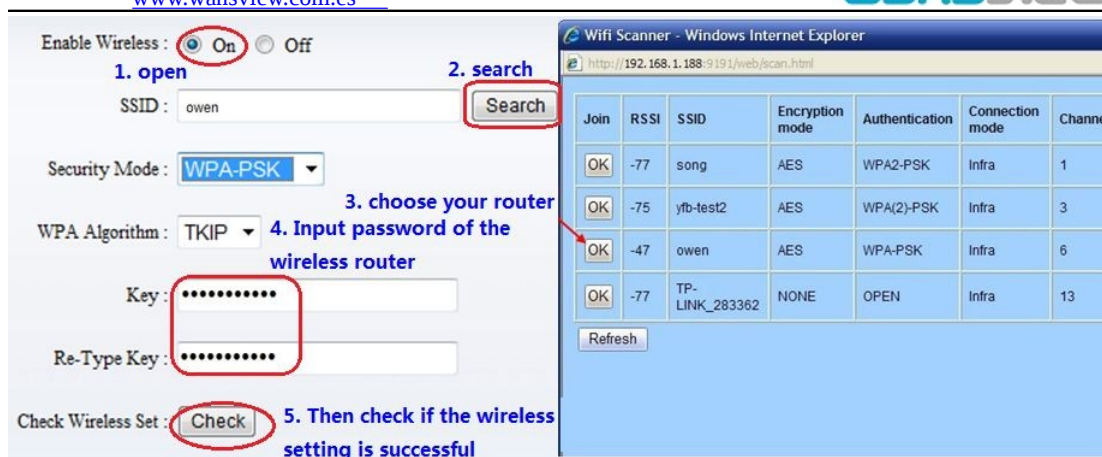 www.wansview.com.es
Enable Wireless : On Off
1. open
2. search
SSID : owen Search
Security Mode : WPA-PSK
3. choose your router
WPA Algorithm : TKIP
4. Input password of the
wireless router
Key : •••••••••••
Re-Type Key : •••••••••••
Check Wireless Set : Check
5. Then check if the wireless
setting is successful
Wifi Scanner - Windows Internet Explorer
http://192.168.1.188:9191/web/scan.html
Join RSSI SSID Encryption mode Authentication Connection mode Channe
OK -77 song AES WPA2-PSK Infra 1
OK -75 yfb-test2 AES WPA(2)-PSK Infra 3
OK -47 owen AES WPA-PSK Infra 6
OK -77 TP-LINK_283362 NONE OPEN Infra 13
Refresh